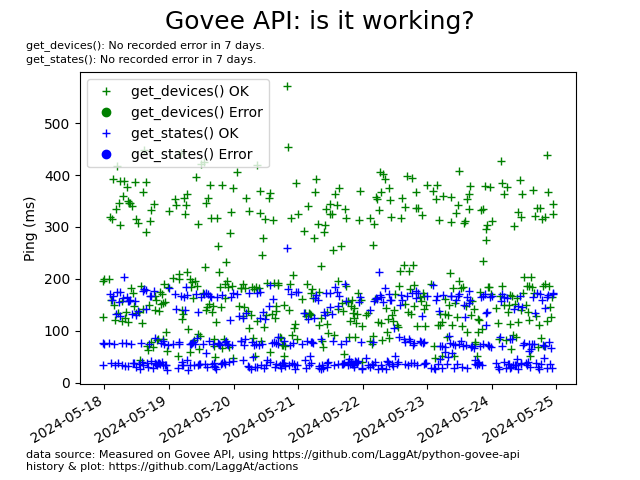 Govee API: is it working?
get_devices(): No recorded error in 7 days.
get_states(): No recorded error in 7 days.
get_devices() OK
get_devices() Error
get_states() OK
get_states() Error
Ping (ms)
500
400
300
200
100
0
2024-05-18
2024-05-19
2024-05-20
2024-05-21
2024-05-22
2024-05-23
2024-05-24
2024-05-25
data source: Measured on Govee API, using https://github.com/LaggAt/python-govee-api
history & plot: https://github.com/LaggAt/actions